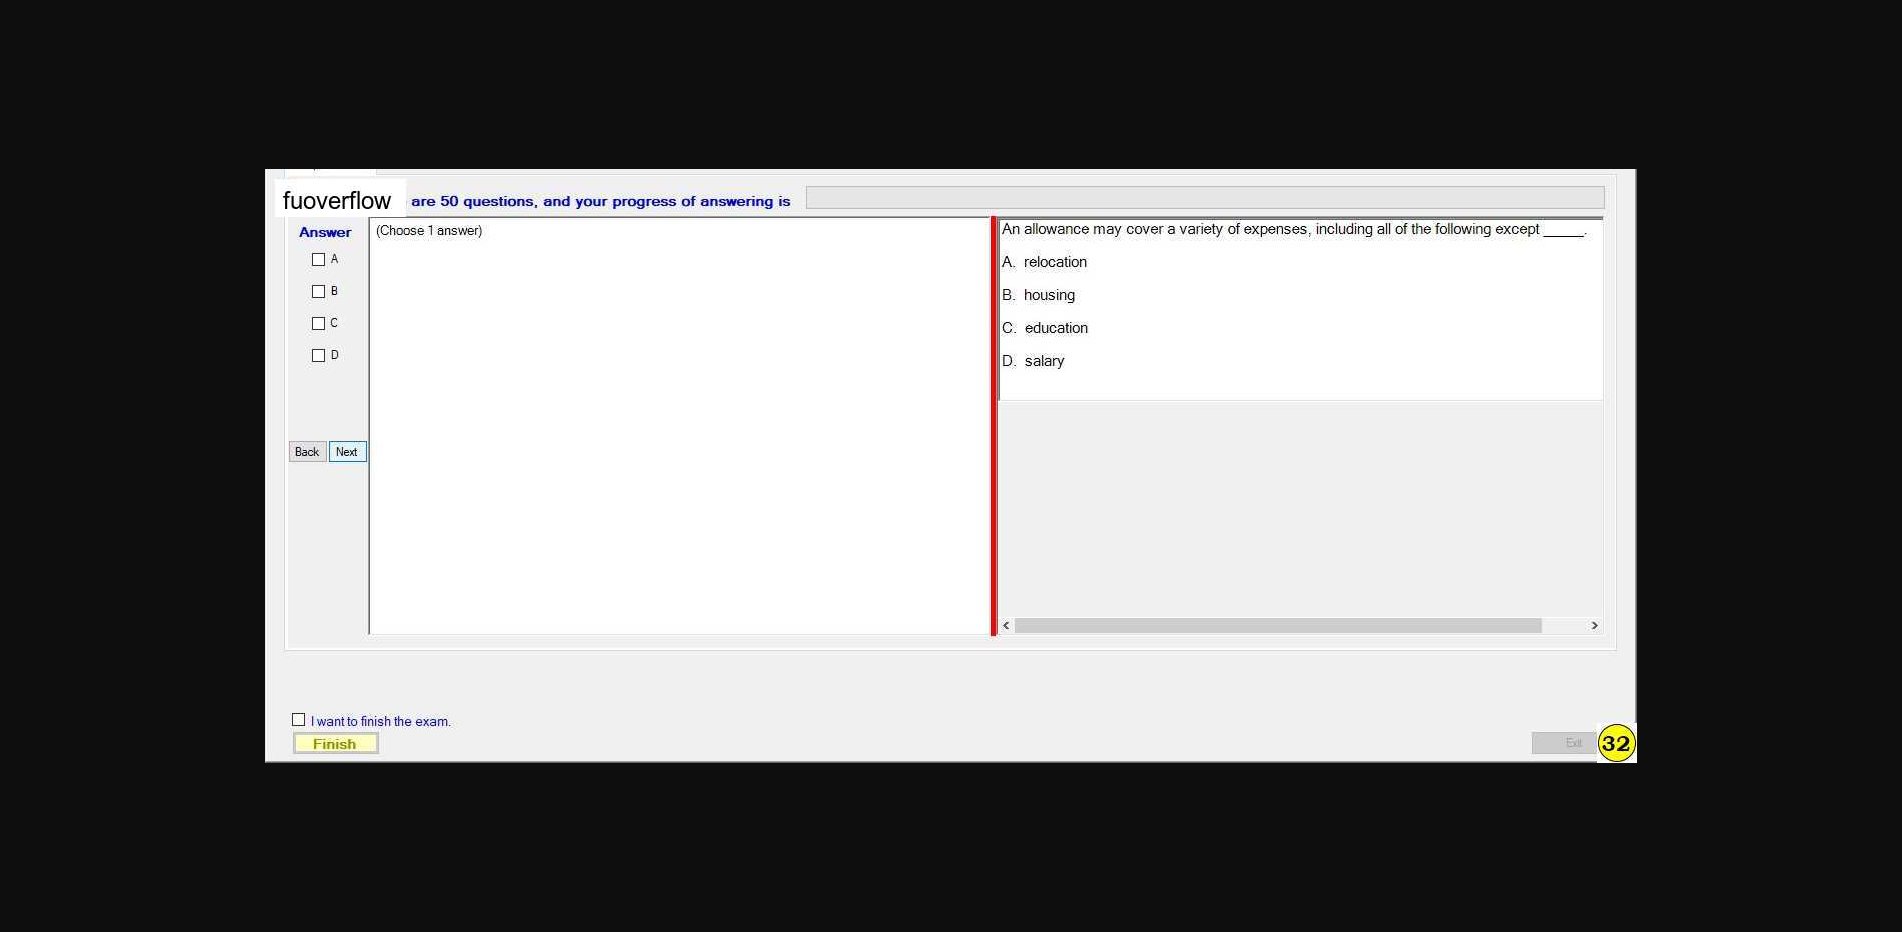 fuoverflow are 50 questions, and your progress of answering is
Answer
A
B
C
D
Back Next
(Choose 1 answer)
An allowance may cover a variety of expenses, including all of the following except _____.
A. relocation
B. housing
C. education
D. salary
I want to finish the exam.
Finish
Exit
32